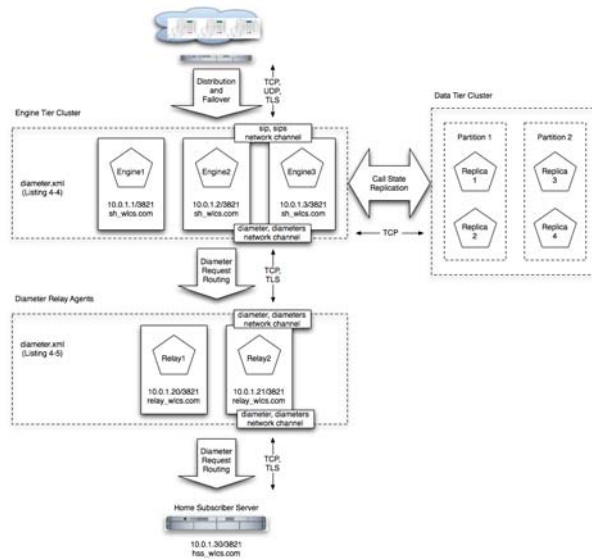 Distribution
and
Failover
TCP,
UDP,
TLS
Engine Tier Cluster
Data Tier Cluster
sip, sips
network channel
Engine1
Engine2
Engine3
diameter.xml
(Listing 4-4)
10.0.1.1/3821
sh_wlcs.com
10.0.1.2/3821
sh_wlcs.com
10.0.1.3/3821
sh_wlcs.com
diameter, diameters
network channel
Call State
Replication
TCP
Partition 1
Partition 2
Replica
1
Replica
3
Replica
2
Replica
4
Diameter
Request
Routing
TCP,
TLS
Diameter Relay Agents
diameter, diameters
network channel
diameter.xml
(Listing 4-5)
Relay1
Relay2
10.0.1.20/3821
relay_wlcs.com
10.0.1.21/3821
relay_wlcs.com
diameter, diameters
network channel
Diameter
Request
Routing
TCP,
TLS
Home Subscriber Server
10.0.1.30/3821
hss_wlcs.com